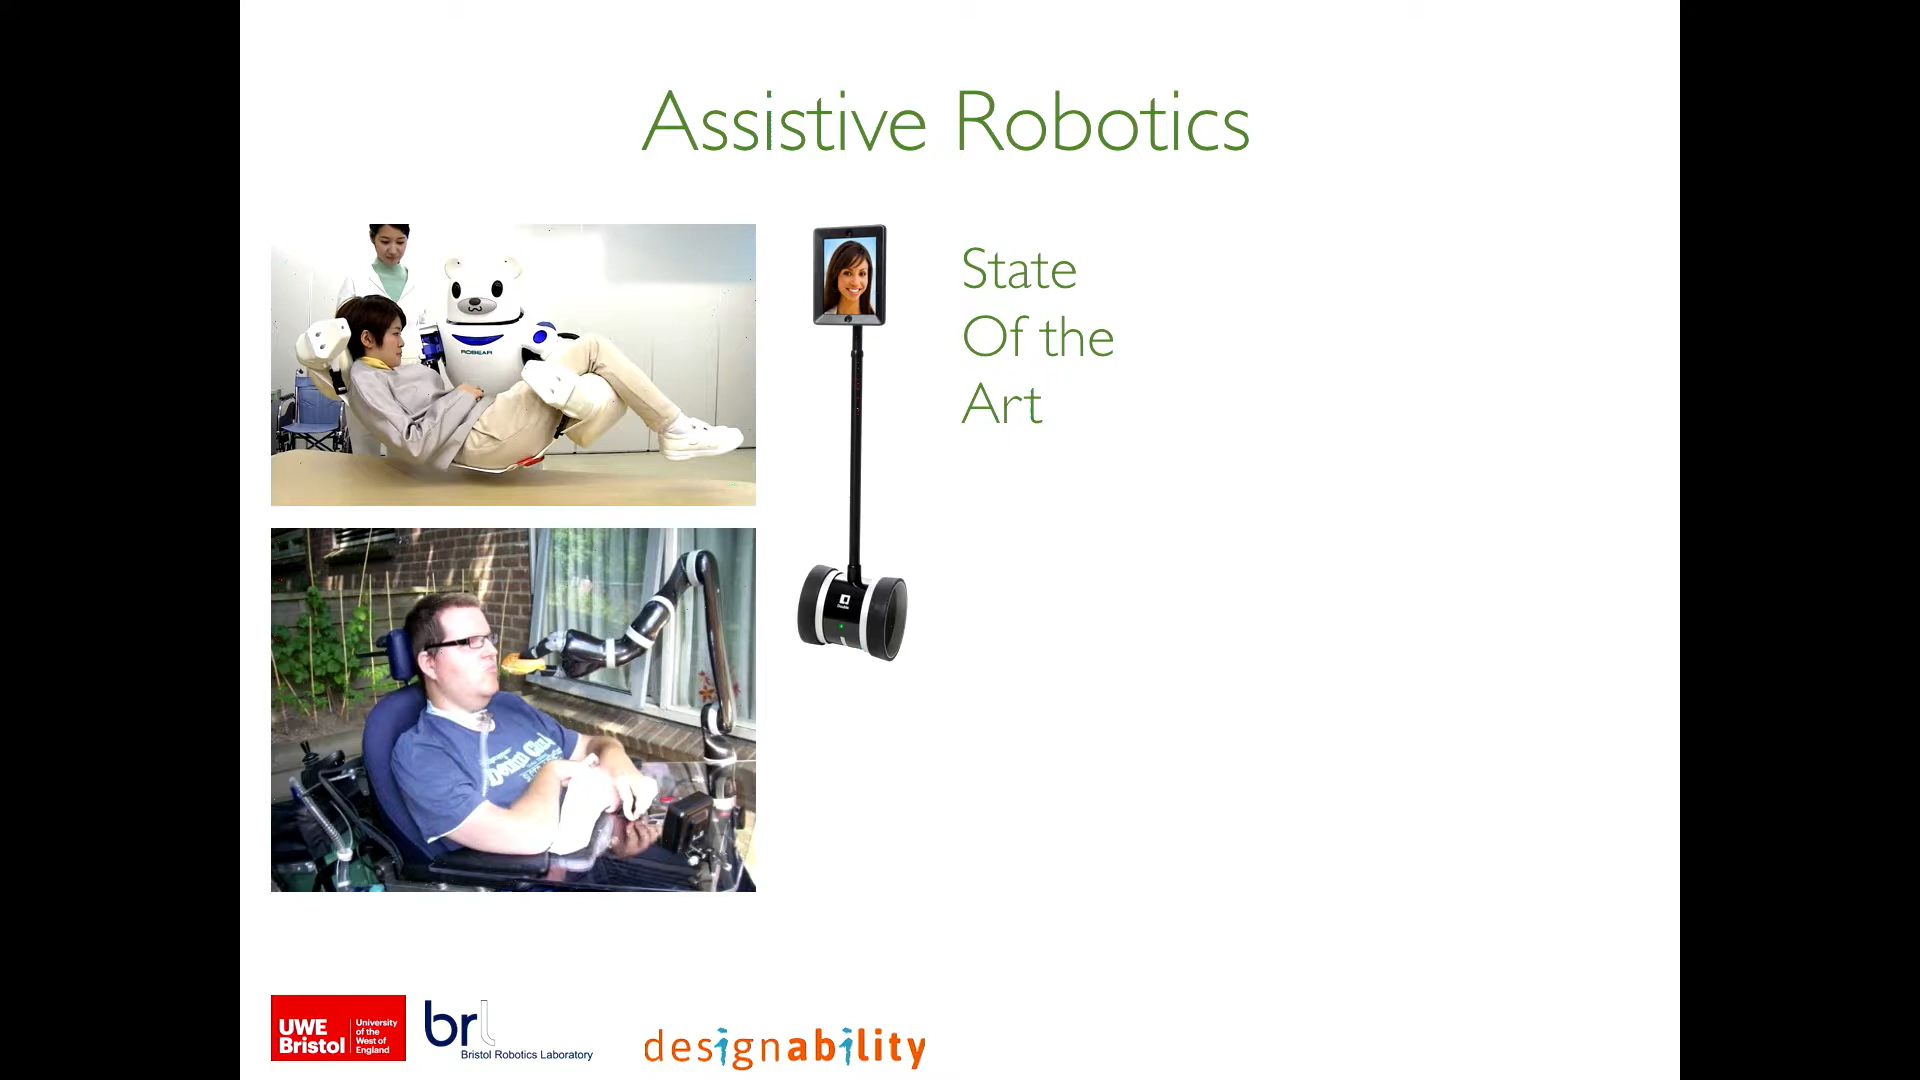 Assistive Robotics
ROBEAR
State
Of the
Art
Double
UWE
Bristol
University
of the
West of
England
brl
Bristol Robotics Laboratory
designability